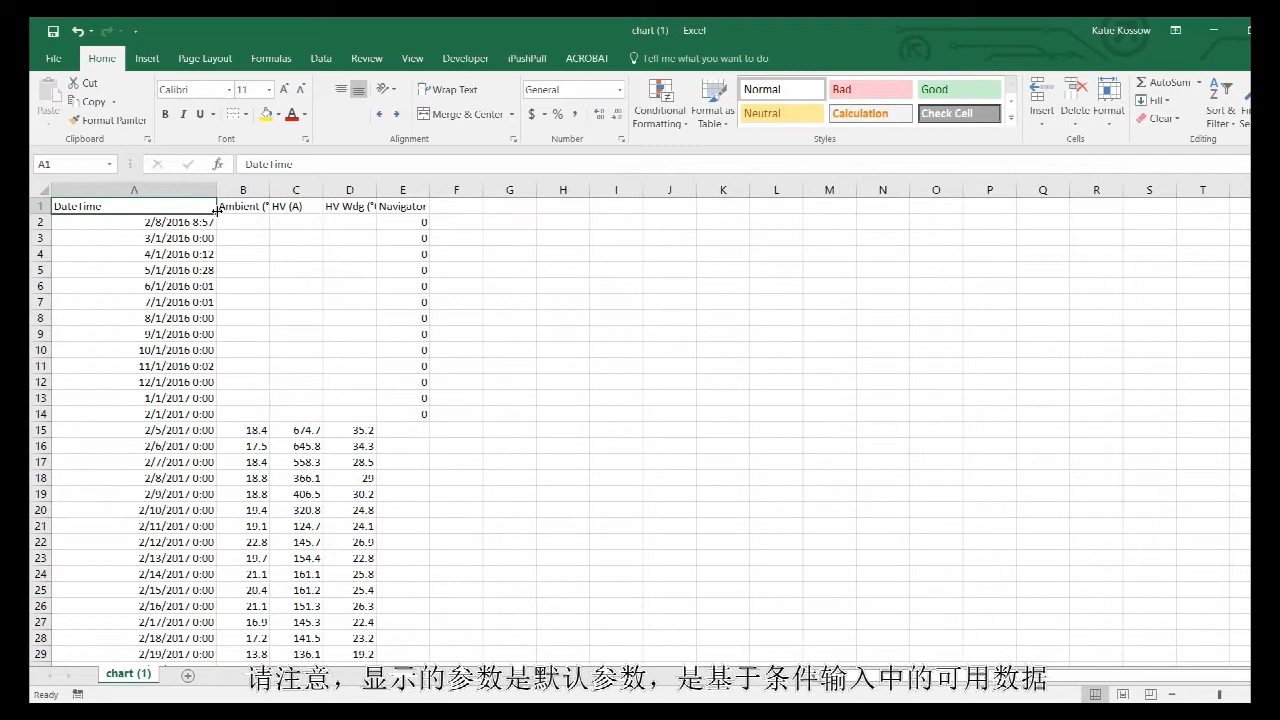 chart (1) Excel
Katie Kossow
File Home Insert Page Layout Formulas Data Review View Developer iPushPull ACROBAT Tell me what you want to do
Paste
Cut
Copy
Format Painter
Clipboard
Calibri 11
B I U
Font
Wrap Text
Merge & Center
Alignment
General
$ %
Number
Conditional Formatting
Format as Table
Normal Bad Good
Neutral Calculation Check Cell
Styles
Insert Delete Format
Cells
AutoSum
Fill
Clear
Sort &
Editing
A1 fx DateTime
A B C D E F G H I J K L M N O P Q R S T
1 DateTime Ambient (° HV (A) HV Wdg (° Navigator
2 2/8/2016 8:57 0
3 3/1/2016 0:00 0
4 4/1/2016 0:12 0
5 5/1/2016 0:28 0
6 6/1/2016 0:01 0
7 7/1/2016 0:01 0
8 8/1/2016 0:00 0
9 9/1/2016 0:00 0
10 10/1/2016 0:00 0
11 11/1/2016 0:02 0
12 12/1/2016 0:00 0
13 1/1/2017 0:00 0
14 2/1/2017 0:00 0
15 2/5/2017 0:00 18.4 674.7 35.2
16 2/6/2017 0:00 17.5 645.8 34.3
17 2/7/2017 0:00 18.4 558.3 28.5
18 2/8/2017 0:00 18.8 366.1 29
19 2/9/2017 0:00 18.8 406.5 30.2
20 2/10/2017 0:00 19.4 320.8 24.8
21 2/11/2017 0:00 19.1 124.7 24.1
22 2/12/2017 0:00 22.8 145.7 26.9
23 2/13/2017 0:00 19.7 154.4 22.8
24 2/14/2017 0:00 21.1 161.1 25.8
25 2/15/2017 0:00 20.4 161.2 25.4
26 2/16/2017 0:00 21.1 151.3 26.3
27 2/17/2017 0:00 16.9 145.3 22.4
28 2/18/2017 0:00 17.2 141.5 23.2
29 2/19/2017 0:00 13.8 136.1 19.2
chart (1)
请注意，显示的参数是默认参数，是基于条件输入中的可用数据
Ready